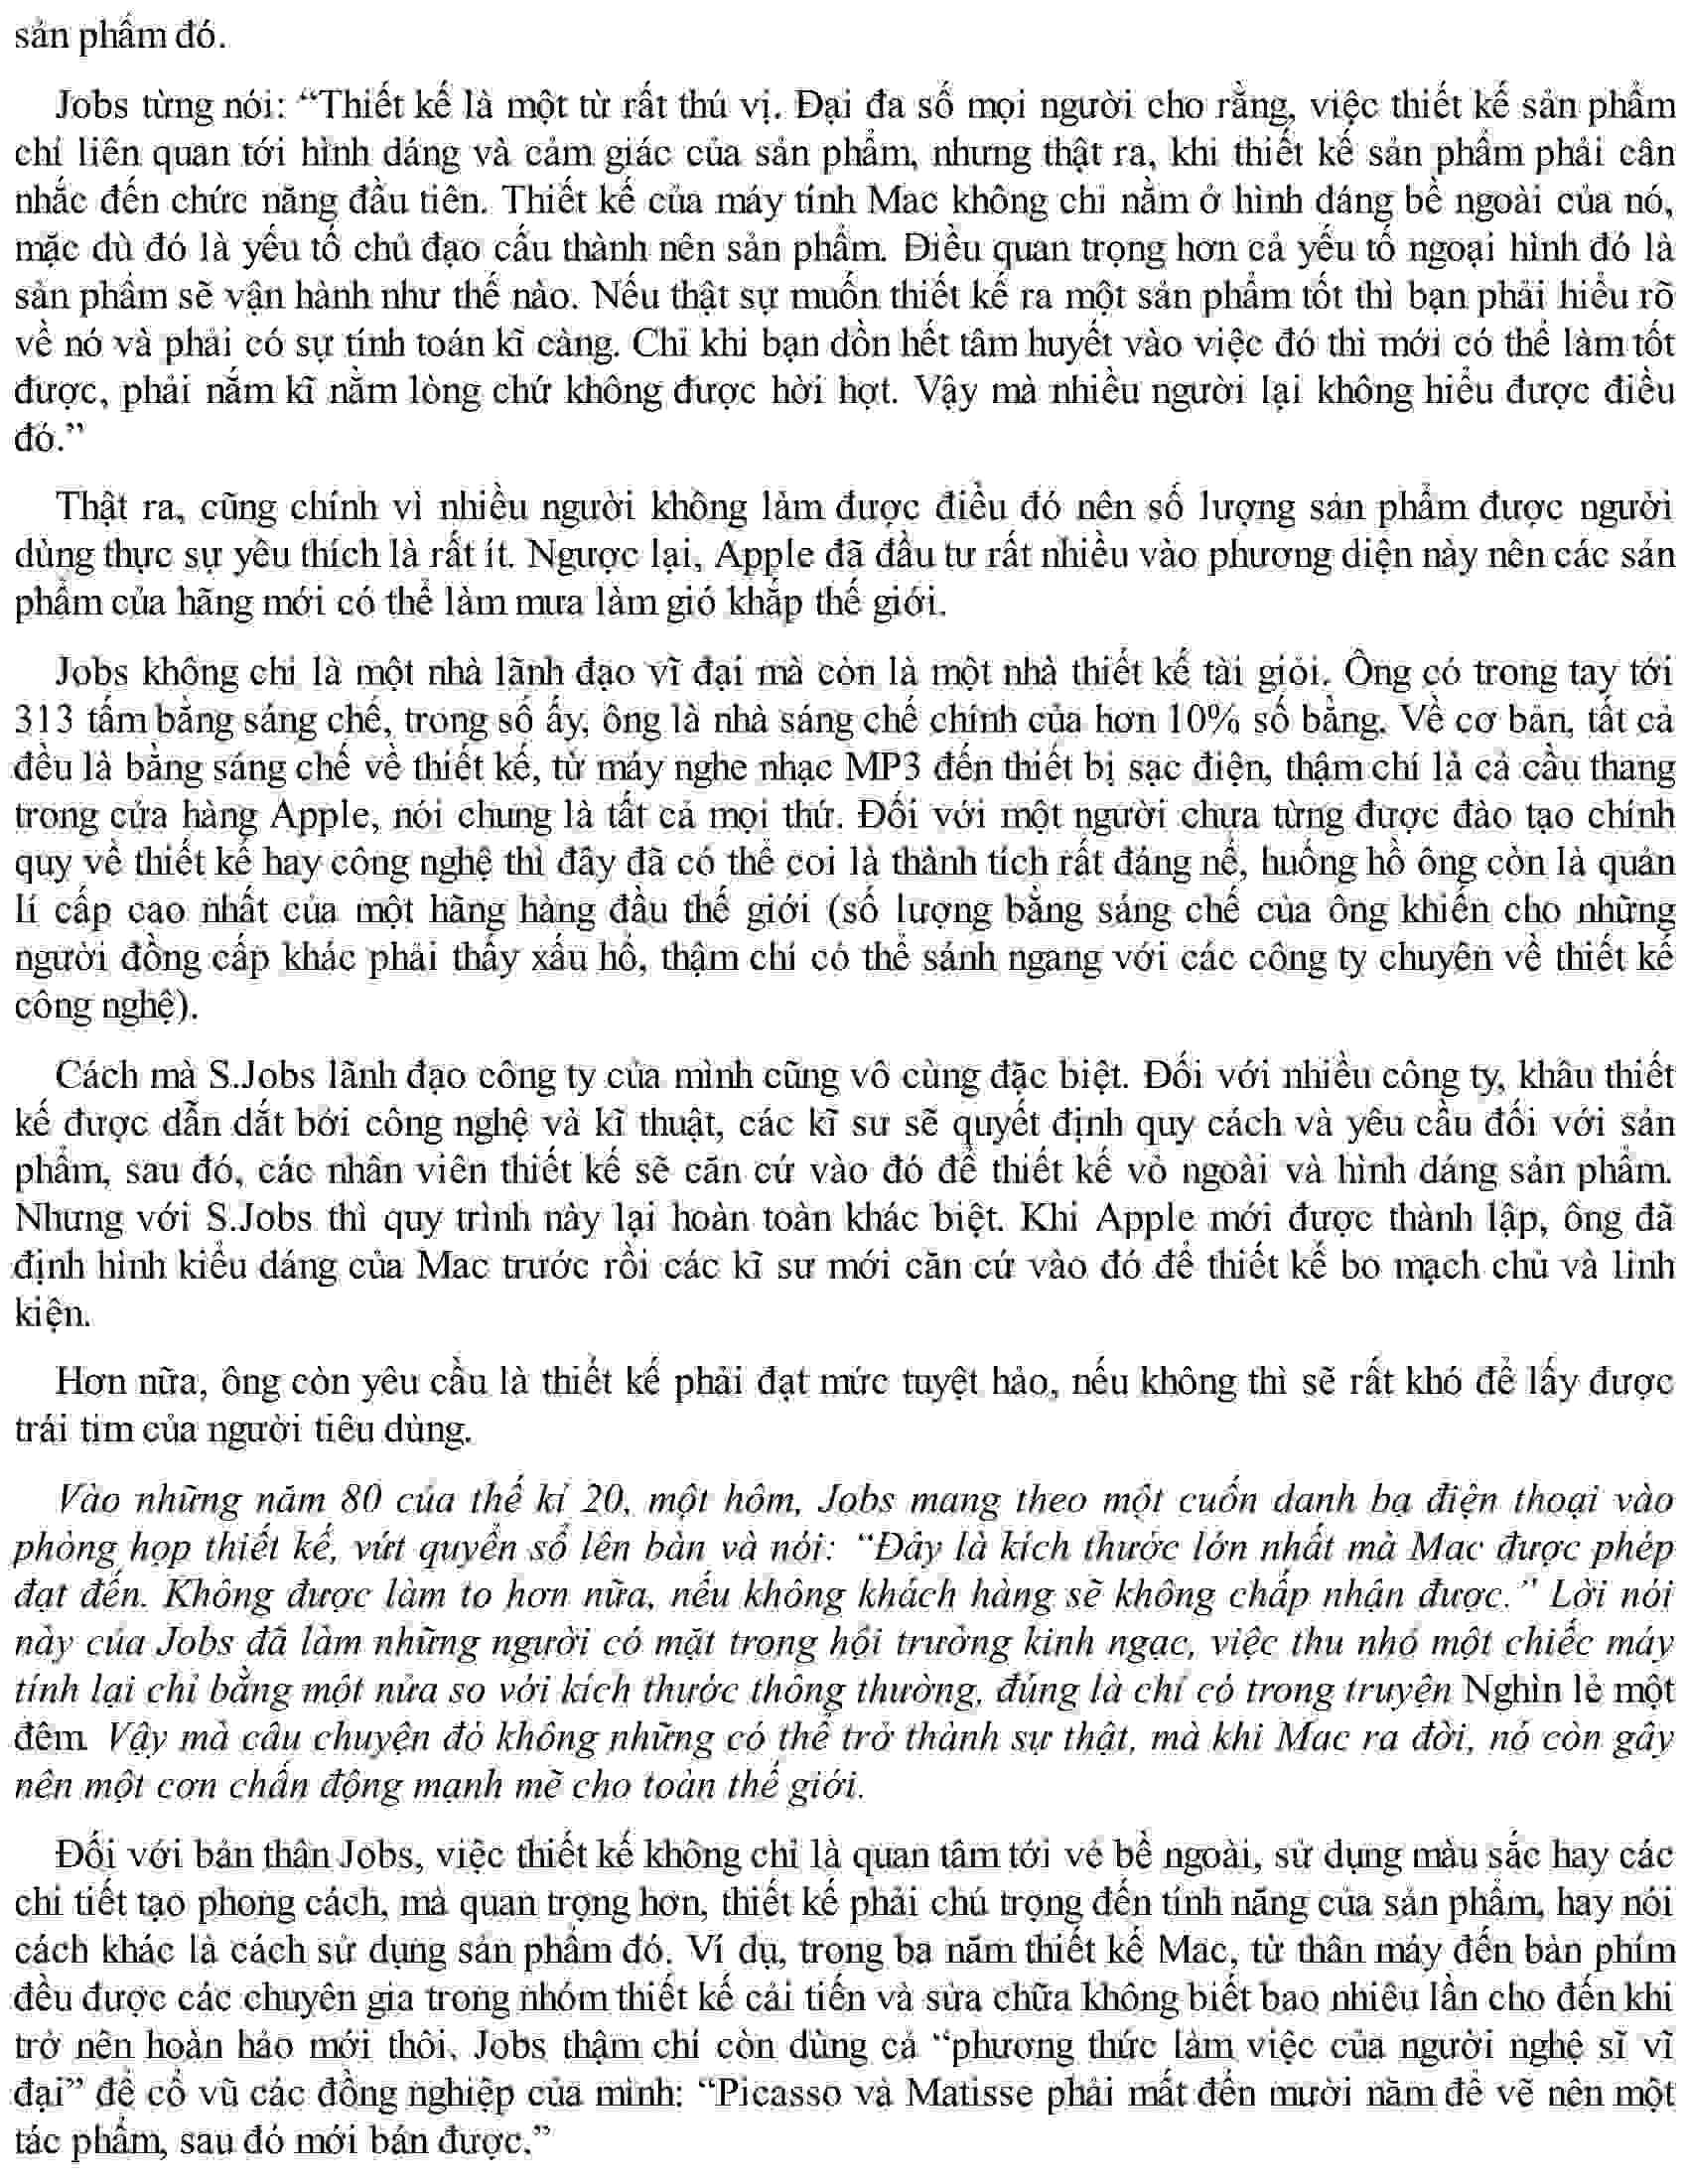 sản phẩm đó.
Jobs từng nói: “Thiết kế là một từ rất thú vị. Đại đa số mọi người cho rằng, việc thiết kế sản phẩm
chỉ liên quan tới hình dáng và cảm giác của sản phẩm, nhưng thật ra, khi thiết kế sản phẩm phải cân
nhắc đến chức năng đầu tiên. Thiết kế của máy tính Mac không chỉ nằm ở hình dáng bề ngoài của nó,
mặc dù đó là yếu tố chủ đạo cấu thành nên sản phẩm. Điều quan trọng hơn cả yếu tố ngoại hình đó là
sản phẩm sẽ vận hành như thế nào. Nếu thật sự muốn thiết kế ra một sản phẩm tốt thì bạn phải hiểu rõ
về nó và phải có sự tính toán kĩ càng. Chỉ khi bạn dồn hết tâm huyết vào việc đó thì mới có thể làm tốt
được, phải nắm kĩ nằm lòng chứ không được hời hợt. Vậy mà nhiều người lại không hiểu được điều
đó.”
Thật ra, cũng chính vì nhiều người không làm được điều đó nên số lượng sản phẩm được người
dùng thực sự yêu thích là rất ít. Ngược lại, Apple đã đầu tư rất nhiều vào phương diện này nên các sản
phẩm của hãng mới có thể làm mưa làm gió khắp thế giới.
Jobs không chỉ là một nhà lãnh đạo vĩ đại mà còn là một nhà thiết kế tài giỏi. Ông có trong tay tới
313 tấm bằng sáng chế, trong số ấy, ông là nhà sáng chế chính của hơn 10% số bằng. Về cơ bản, tất cả
đều là bằng sáng chế về thiết kế, từ máy nghe nhạc MP3 đến thiết bị sạc điện, thậm chí là cả cầu thang
trong cửa hàng Apple, nói chung là tất cả mọi thứ. Đối với một người chưa từng được đào tạo chính
quy về thiết kế hay công nghệ thì đây đã có thể coi là thành tích rất đáng nể, huống hồ ông còn là quản
lí cấp cao nhất của một hãng hàng đầu thế giới (số lượng bằng sáng chế của ông khiến cho những
người đồng cấp khác phải thấy xấu hổ, thậm chí có thể sánh ngang với các công ty chuyên về thiết kế
công nghệ).
Cách mà S.Jobs lãnh đạo công ty của mình cũng vô cùng đặc biệt. Đối với nhiều công ty, khâu thiết
kế được dẫn dắt bởi công nghệ và kĩ thuật, các kĩ sư sẽ quyết định quy cách và yêu cầu đối với sản
phẩm, sau đó, các nhân viên thiết kế sẽ căn cứ vào đó để thiết kế vỏ ngoài và hình dáng sản phẩm.
Nhưng với S.Jobs thì quy trình này lại hoàn toàn khác biệt. Khi Apple mới được thành lập, ông đã
định hình kiểu dáng của Mac trước rồi các kĩ sư mới căn cứ vào đó để thiết kế bo mạch chủ và linh
kiện.
Hơn nữa, ông còn yêu cầu là thiết kế phải đạt mức tuyệt hảo, nếu không thì sẽ rất khó để lấy được
trái tim của người tiêu dùng.
Vào những năm 80 của thế kỉ 20, một hôm, Jobs mang theo một cuốn danh bạ điện thoại vào
phòng họp thiết kế, vứt quyển sổ lên bàn và nói: “Đây là kích thước lớn nhất mà Mac được phép
đạt đến. Không được làm to hơn nữa, nếu không khách hàng sẽ không chấp nhận được.” Lời nói
này của Jobs đã làm những người có mặt trong hội trường kinh ngạc, việc thu nhỏ một chiếc máy
tính lại chỉ bằng một nửa so với kích thước thông thường, đúng là chỉ có trong truyện Nghìn lẻ một
đêm. Vậy mà câu chuyện đó không những có thể trở thành sự thật, mà khi Mac ra đời, nó còn gây
nên một cơn chấn động mạnh mẽ cho toàn thế giới.
Đối với bản thân Jobs, việc thiết kế không chỉ là quan tâm tới vẻ bề ngoài, sử dụng màu sắc hay các
chi tiết tạo phong cách, mà quan trọng hơn, thiết kế phải chú trọng đến tính năng của sản phẩm, hay nói
cách khác là cách sử dụng sản phẩm đó. Ví dụ, trong ba năm thiết kế Mac, từ thân máy đến bàn phím
đều được các chuyên gia trong nhóm thiết kế cải tiến và sửa chữa không biết bao nhiêu lần cho đến khi
trở nên hoàn hảo mới thôi. Jobs thậm chí còn dùng cả “phương thức làm việc của người nghệ sĩ vĩ
đại” để cổ vũ các đồng nghiệp của mình: “Picasso và Matisse phải mất đến mười năm để vẽ nên một
tác phẩm, sau đó mới bán được.”